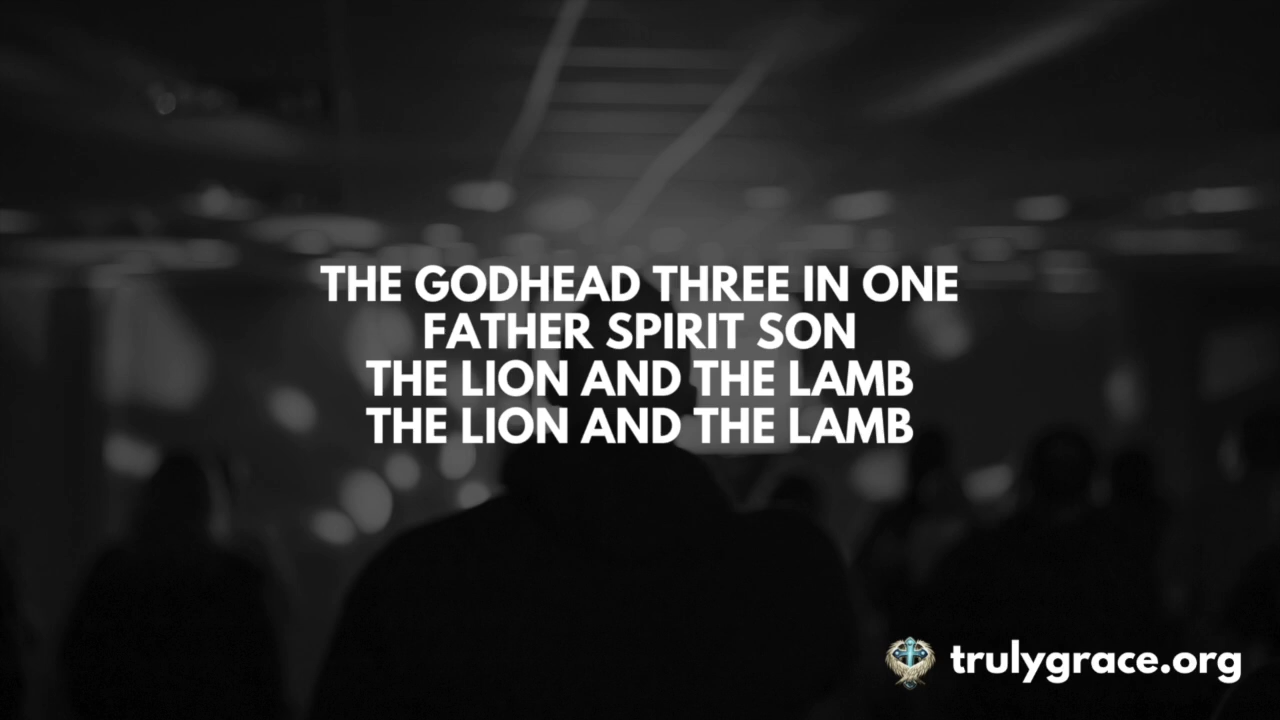 THE GODHEAD THREE IN ONE
FATHER SPIRIT SON
THE LION AND THE LAMB
THE LION AND THE LAMB
trulygrace.org